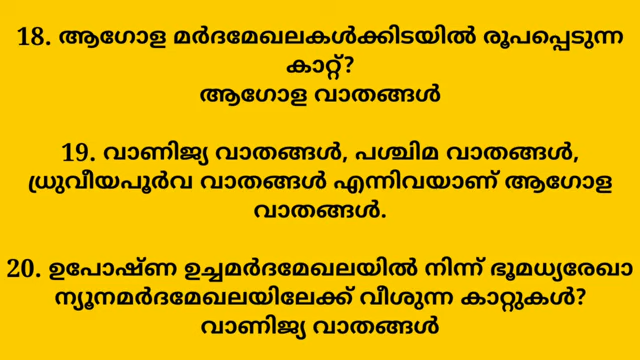 18. ആഗോള മർദമേഖലകൾക്കിടയിൽ രൂപപ്പെടുന്ന
കാറ്റ്?
ആഗോള വാതങ്ങൾ
19. വാണിജ്യ വാതങ്ങൾ, പശ്ചിമ വാതങ്ങൾ,
ധ്രുവീയപൂർവ വാതങ്ങൾ എന്നിവയാണ് ആഗോള
വാതങ്ങൾ.
20. ഉപോഷ്ണ ഉച്ചമർദമേഖലയിൽ നിന്ന് ഭൂമധ്യരേഖാ
ന്യൂനമർദമേഖലയിലേക്ക് വീശുന്ന കാറ്റുകൾ?
വാണിജ്യ വാതങ്ങൾ